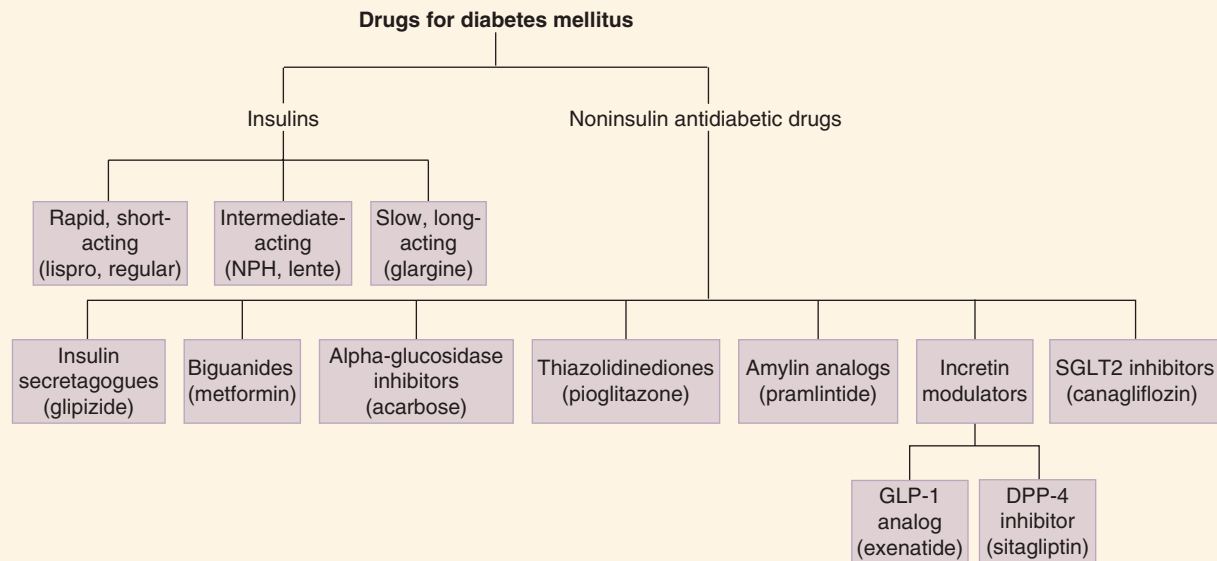 Drugs for diabetes mellitus
Insulins
Noninsulin antidiabetic drugs
Rapid, short-
acting
(lispro, regular)
Intermediate-
acting
(NPH, lente)
Slow, long-
acting
(glargine)
Insulin
secretagogues
(glipizide)
Biguanides
(metformin)
Alpha-glucosidase
inhibitors
(acarbose)
Thiazolidinediones
(pioglitazone)
Amylin analogs
(pramlintide)
Incretin
modulators
SGLT2 inhibitors
(canagliflozin)
GLP-1
analog
(exenatide)
DPP-4
inhibitor
(sitagliptin)